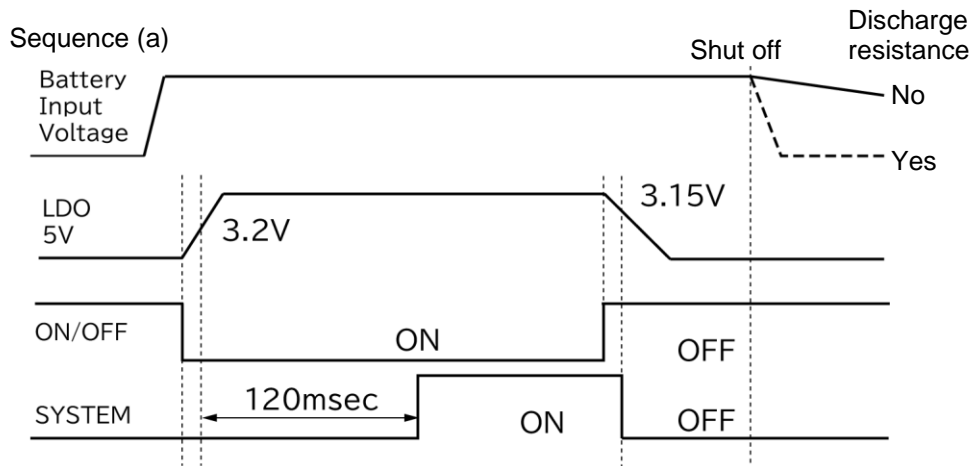 Sequence (a)
Discharge
resistance
Shut off
Battery
Input
Voltage
No
Yes
LDO
5V
3.2V
3.15V
ON/OFF
ON
OFF
SYSTEM
120msec
ON
OFF